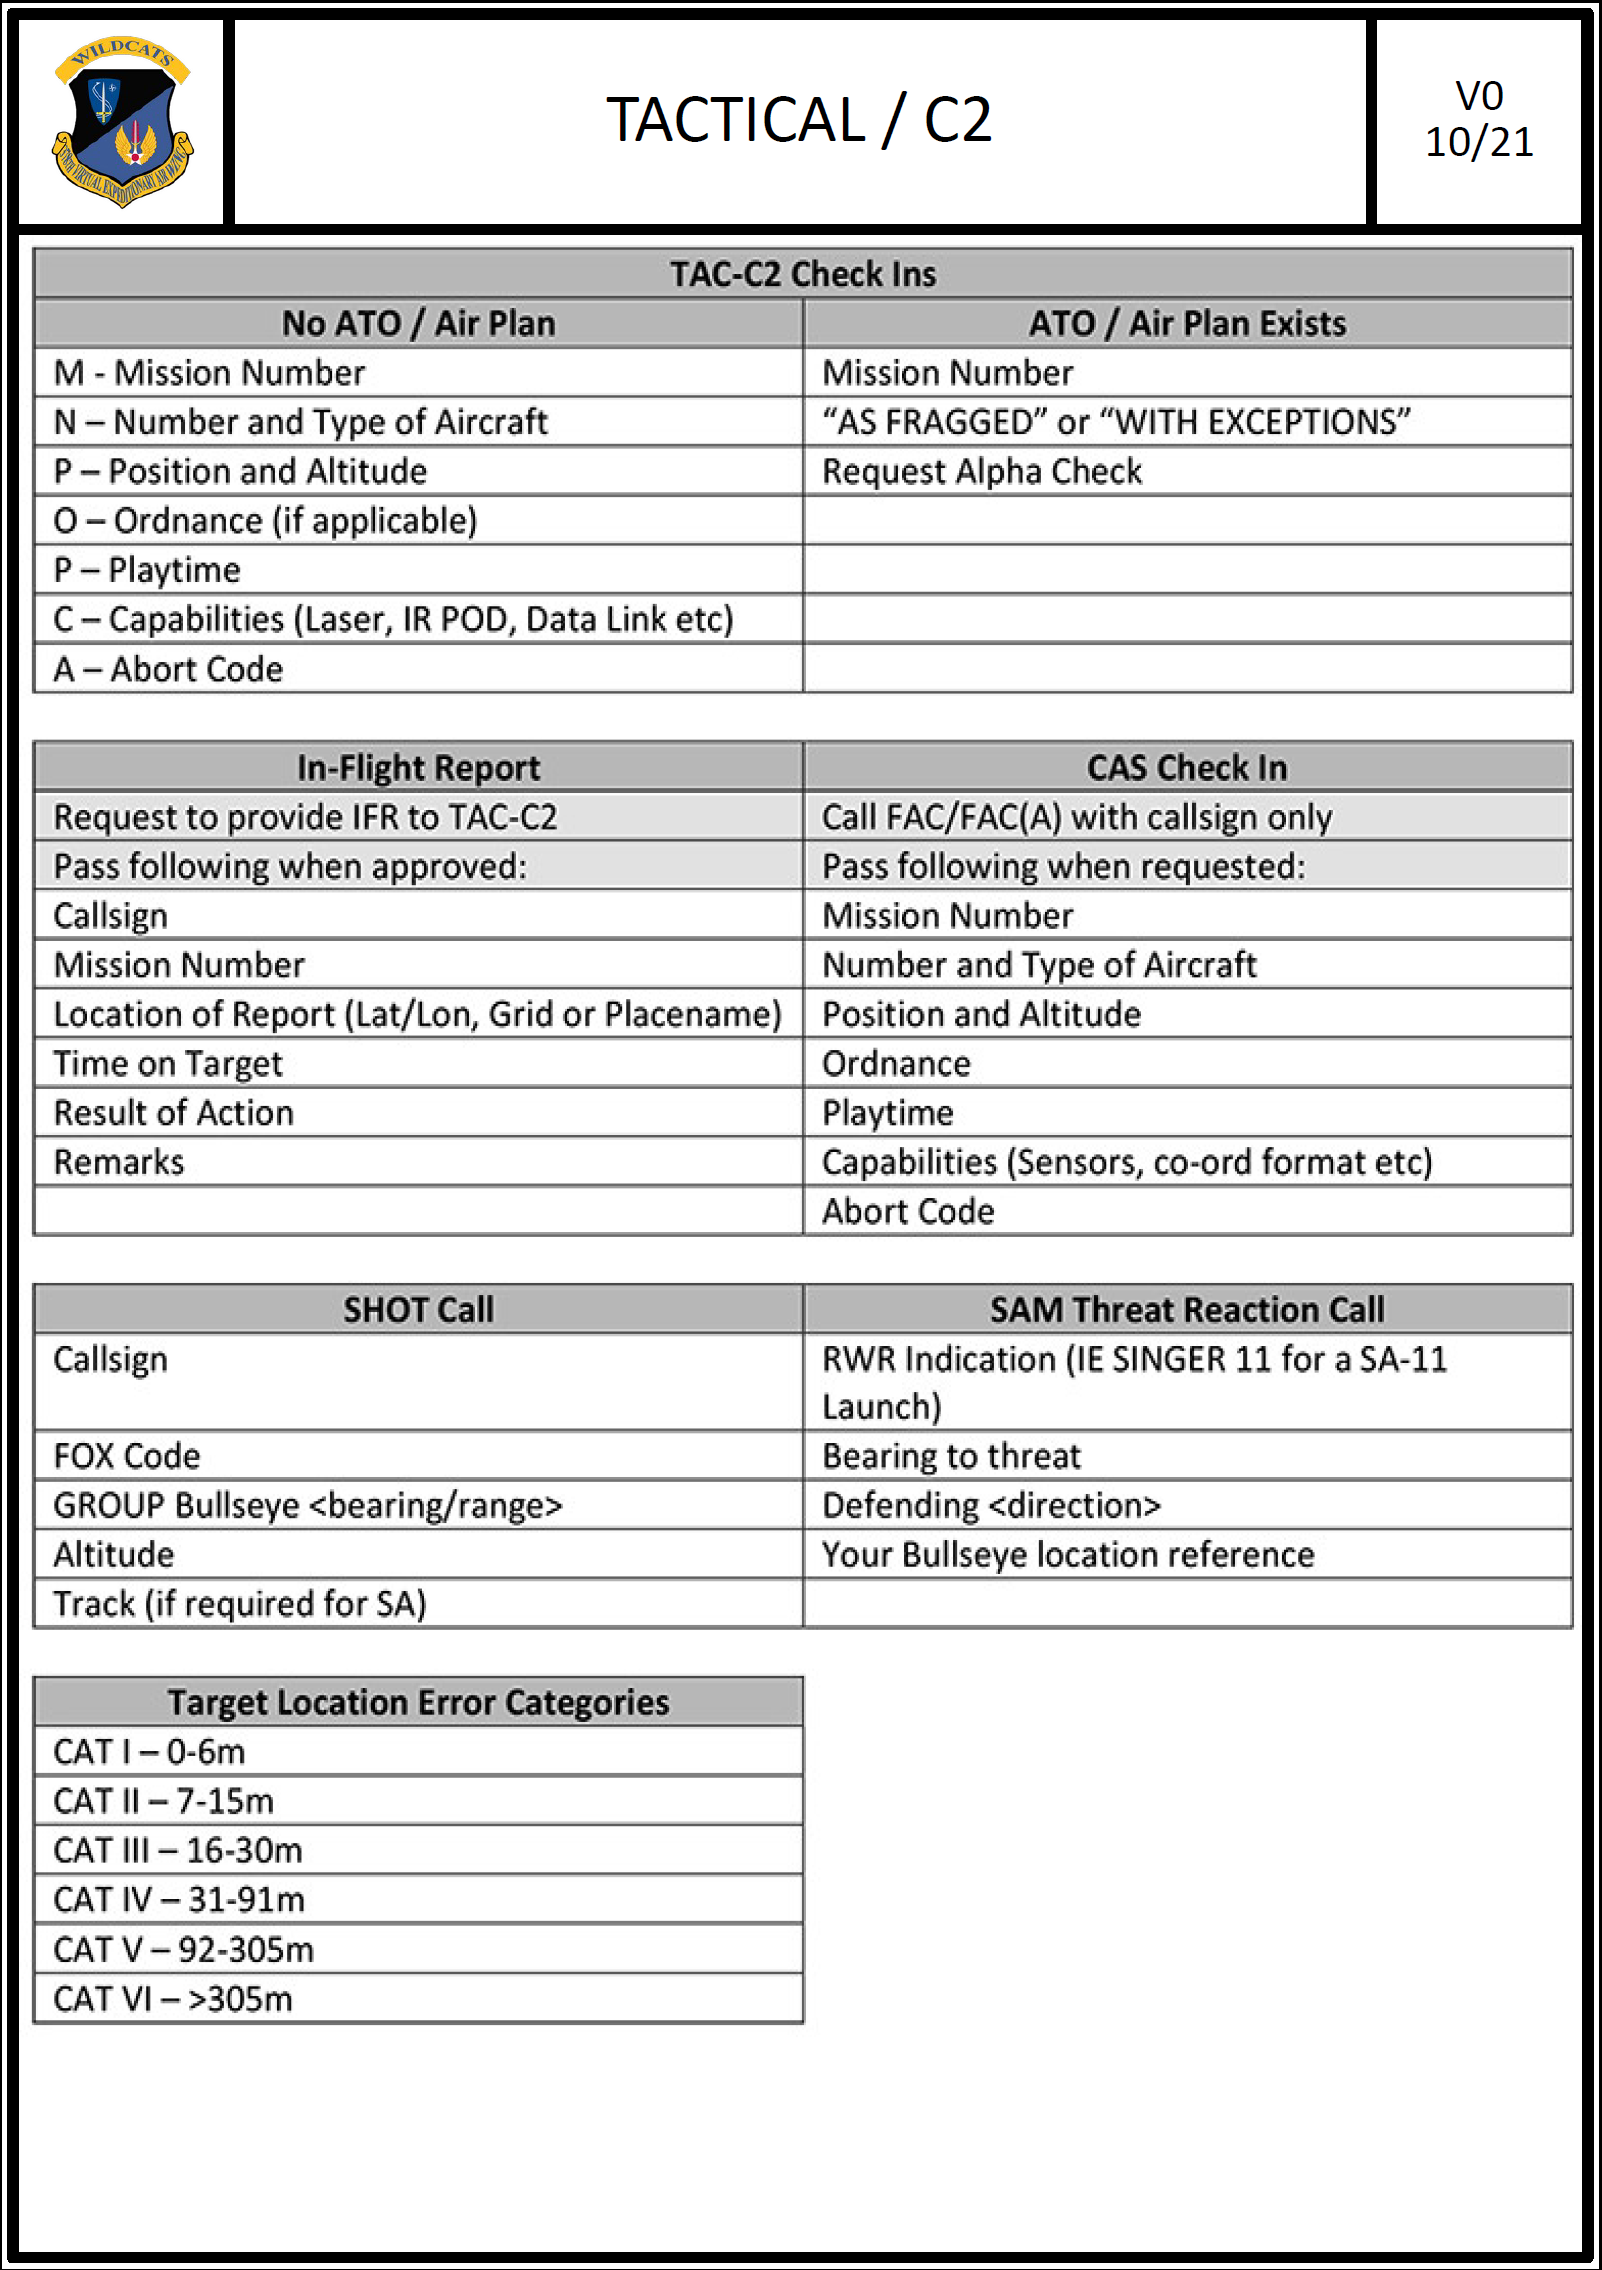 WILDCATS
VIRTUAL EXPEDITIONARY AIR WING
TACTICAL / C2
V0
10/21
TAC-C2 Check Ins
No ATO / Air Plan
ATO / Air Plan Exists
M - Mission Number
Mission Number
N – Number and Type of Aircraft
“AS FRAGGED” or “WITH EXCEPTIONS”
P – Position and Altitude
Request Alpha Check
O – Ordnance (if applicable)
P – Playtime
C – Capabilities (Laser, IR POD, Data Link etc)
A – Abort Code
In-Flight Report
CAS Check In
Request to provide IFR to TAC-C2
Call FAC/FAC(A) with callsign only
Pass following when approved:
Pass following when requested:
Callsign
Mission Number
Mission Number
Number and Type of Aircraft
Location of Report (Lat/Lon, Grid or Placename)
Position and Altitude
Time on Target
Ordnance
Result of Action
Playtime
Remarks
Capabilities (Sensors, co-ord format etc)
Abort Code
SHOT Call
SAM Threat Reaction Call
Callsign
RWR Indication (IE SINGER 11 for a SA-11
Launch)
FOX Code
Bearing to threat
GROUP Bullseye <bearing/range>
Defending <direction>
Altitude
Your Bullseye location reference
Track (if required for SA)
Target Location Error Categories
CAT I – 0-6m
CAT II – 7-15m
CAT III – 16-30m
CAT IV – 31-91m
CAT V – 92-305m
CAT VI – >305m